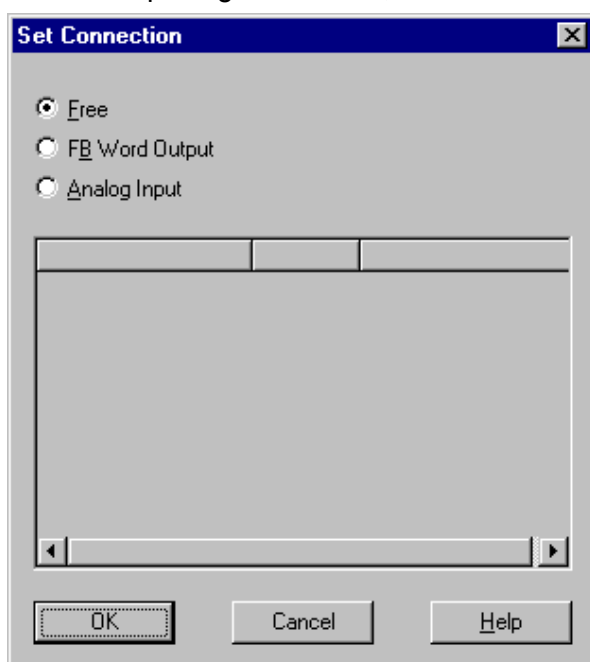 Set Connection
Free
FB Word Output
Analog Input
OK Cancel Help